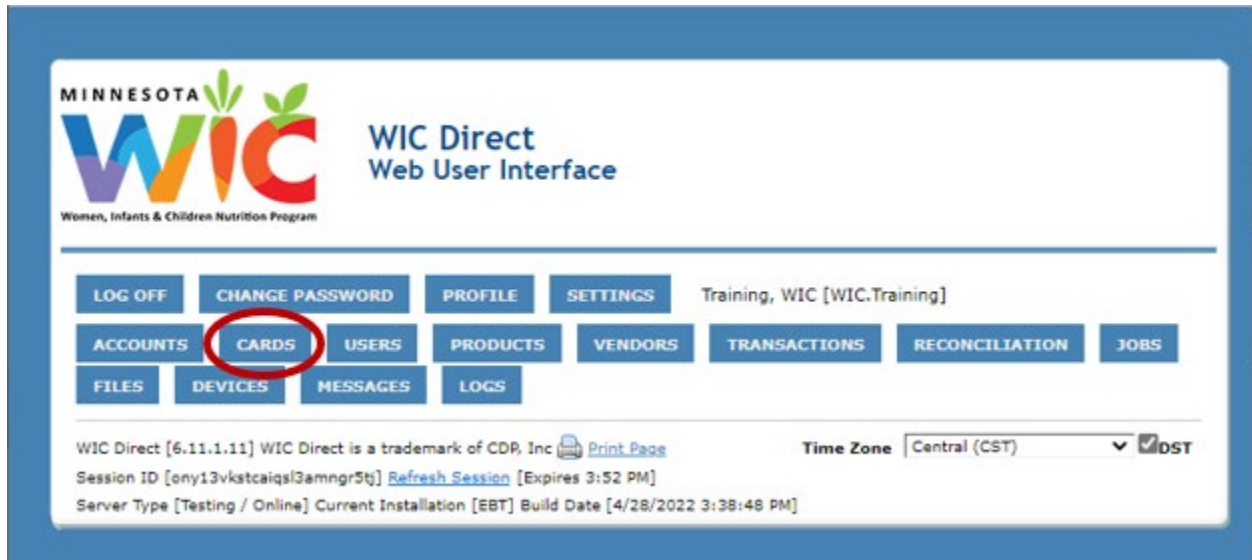 MINNESOTA
WIC
Women, Infants & Children Nutrition Program
WIC Direct
Web User Interface
LOG OFF CHANGE PASSWORD PROFILE SETTINGS Training, WIC [WIC.Training]
ACCOUNTS CARDS USERS PRODUCTS VENDORS TRANSACTIONS RECONCILIATION JOBS
FILES DEVICES MESSAGES LOGS
WIC Direct [6.11.1.11] WIC Direct is a trademark of CDP, Inc Print Page Time Zone Central (CST) DST
Session ID [ony13vkstcaiqsl3amngr5tj] Refresh Session [Expires 3:52 PM]
Server Type [Testing / Online] Current Installation [EBT] Build Date [4/28/2022 3:38:48 PM]